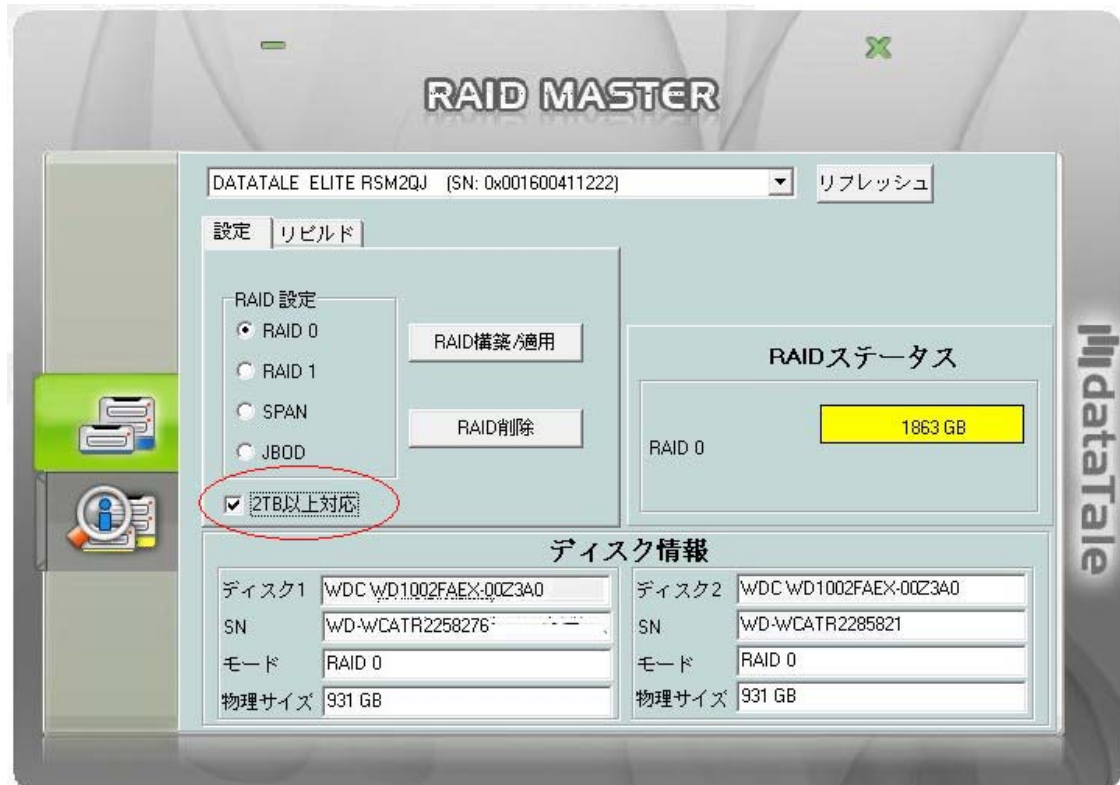 RAID MASTER
DATATALE ELITE RSM2QJ (SN: 0x001600411222)
リフレッシュ
設定
リビルド
RAID 設定
RAID 0
RAID 1
SPAN
JBOD
RAID構築/適用
RAID削除
2TB以上対応
RAIDステータス
RAID 0
1863 GB
ディスク情報
ディスク1
WDC WD1002FAEX-00Z3A0
SN
WD-WCATR2258276
モード
RAID 0
物理サイズ
931 GB
ディスク2
WDC WD1002FAEX-00Z3A0
SN
WD-WCATR2285821
モード
RAID 0
物理サイズ
931 GB
dataTale